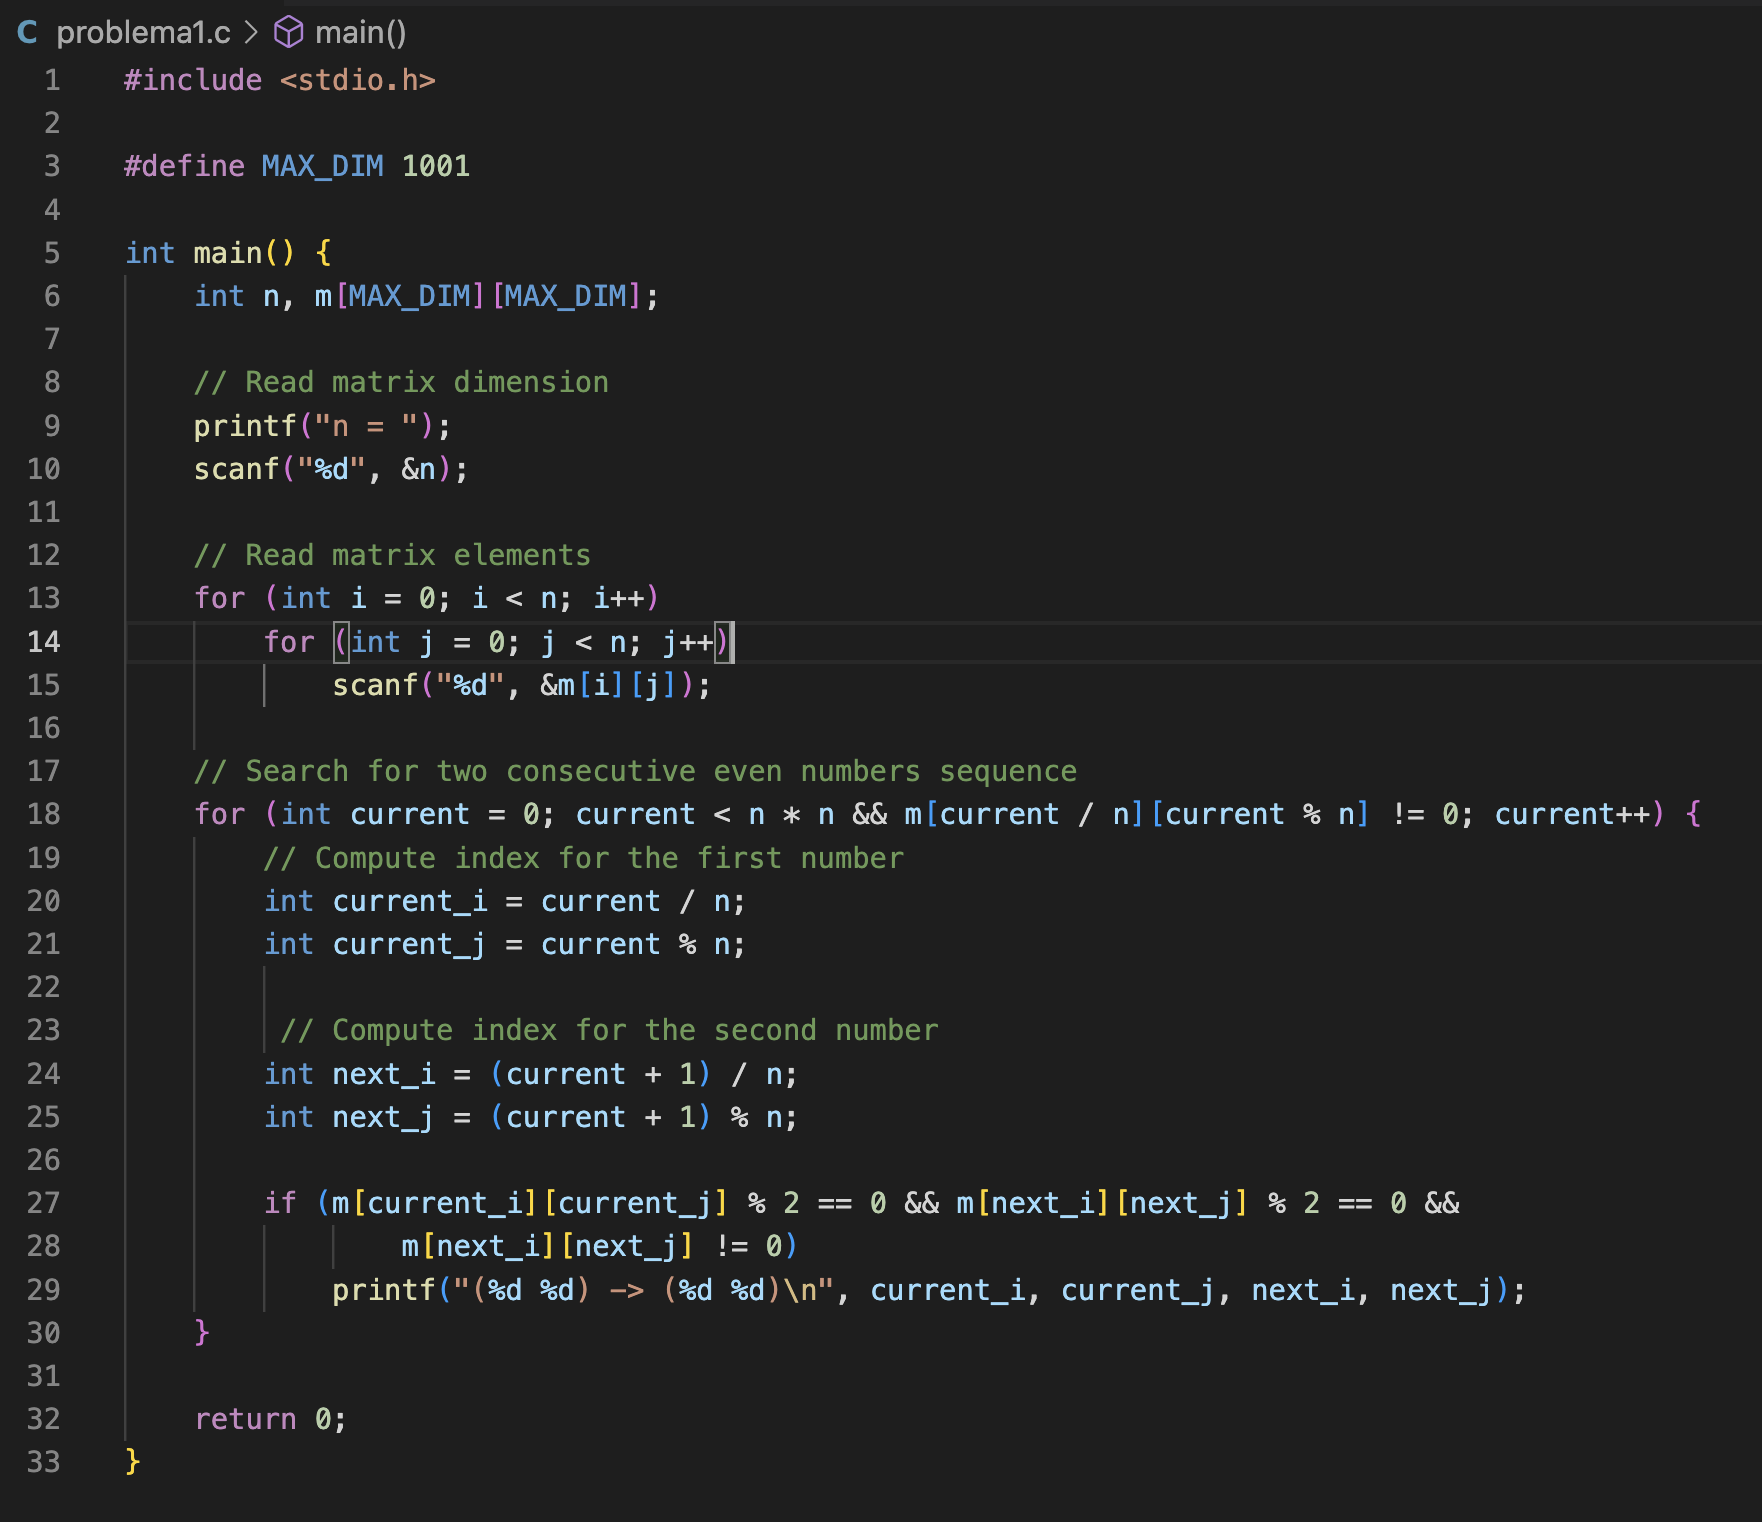 C problema1.c > main()
1 #include <stdio.h>
2
3 #define MAX_DIM 1001
4
5 int main() {
6     int n, m[MAX_DIM][MAX_DIM];
7
8     // Read matrix dimension
9     printf("n = ");
10     scanf("%d", &n);
11
12     // Read matrix elements
13     for (int i = 0; i < n; i++)
14         for (int j = 0; j < n; j++)
15             scanf("%d", &m[i][j]);
16
17     // Search for two consecutive even numbers sequence
18     for (int current = 0; current < n * n && m[current / n][current % n] != 0; current++) {
19         // Compute index for the first number
20         int current_i = current / n;
21         int current_j = current % n;
22
23          // Compute index for the second number
24         int next_i = (current + 1) / n;
25         int next_j = (current + 1) % n;
26
27         if (m[current_i][current_j] % 2 == 0 && m[next_i][next_j] % 2 == 0 &&
28                 m[next_i][next_j] != 0)
29             printf("(%d %d) -> (%d %d)\n", current_i, current_j, next_i, next_j);
30     }
31
32     return 0;
33 }